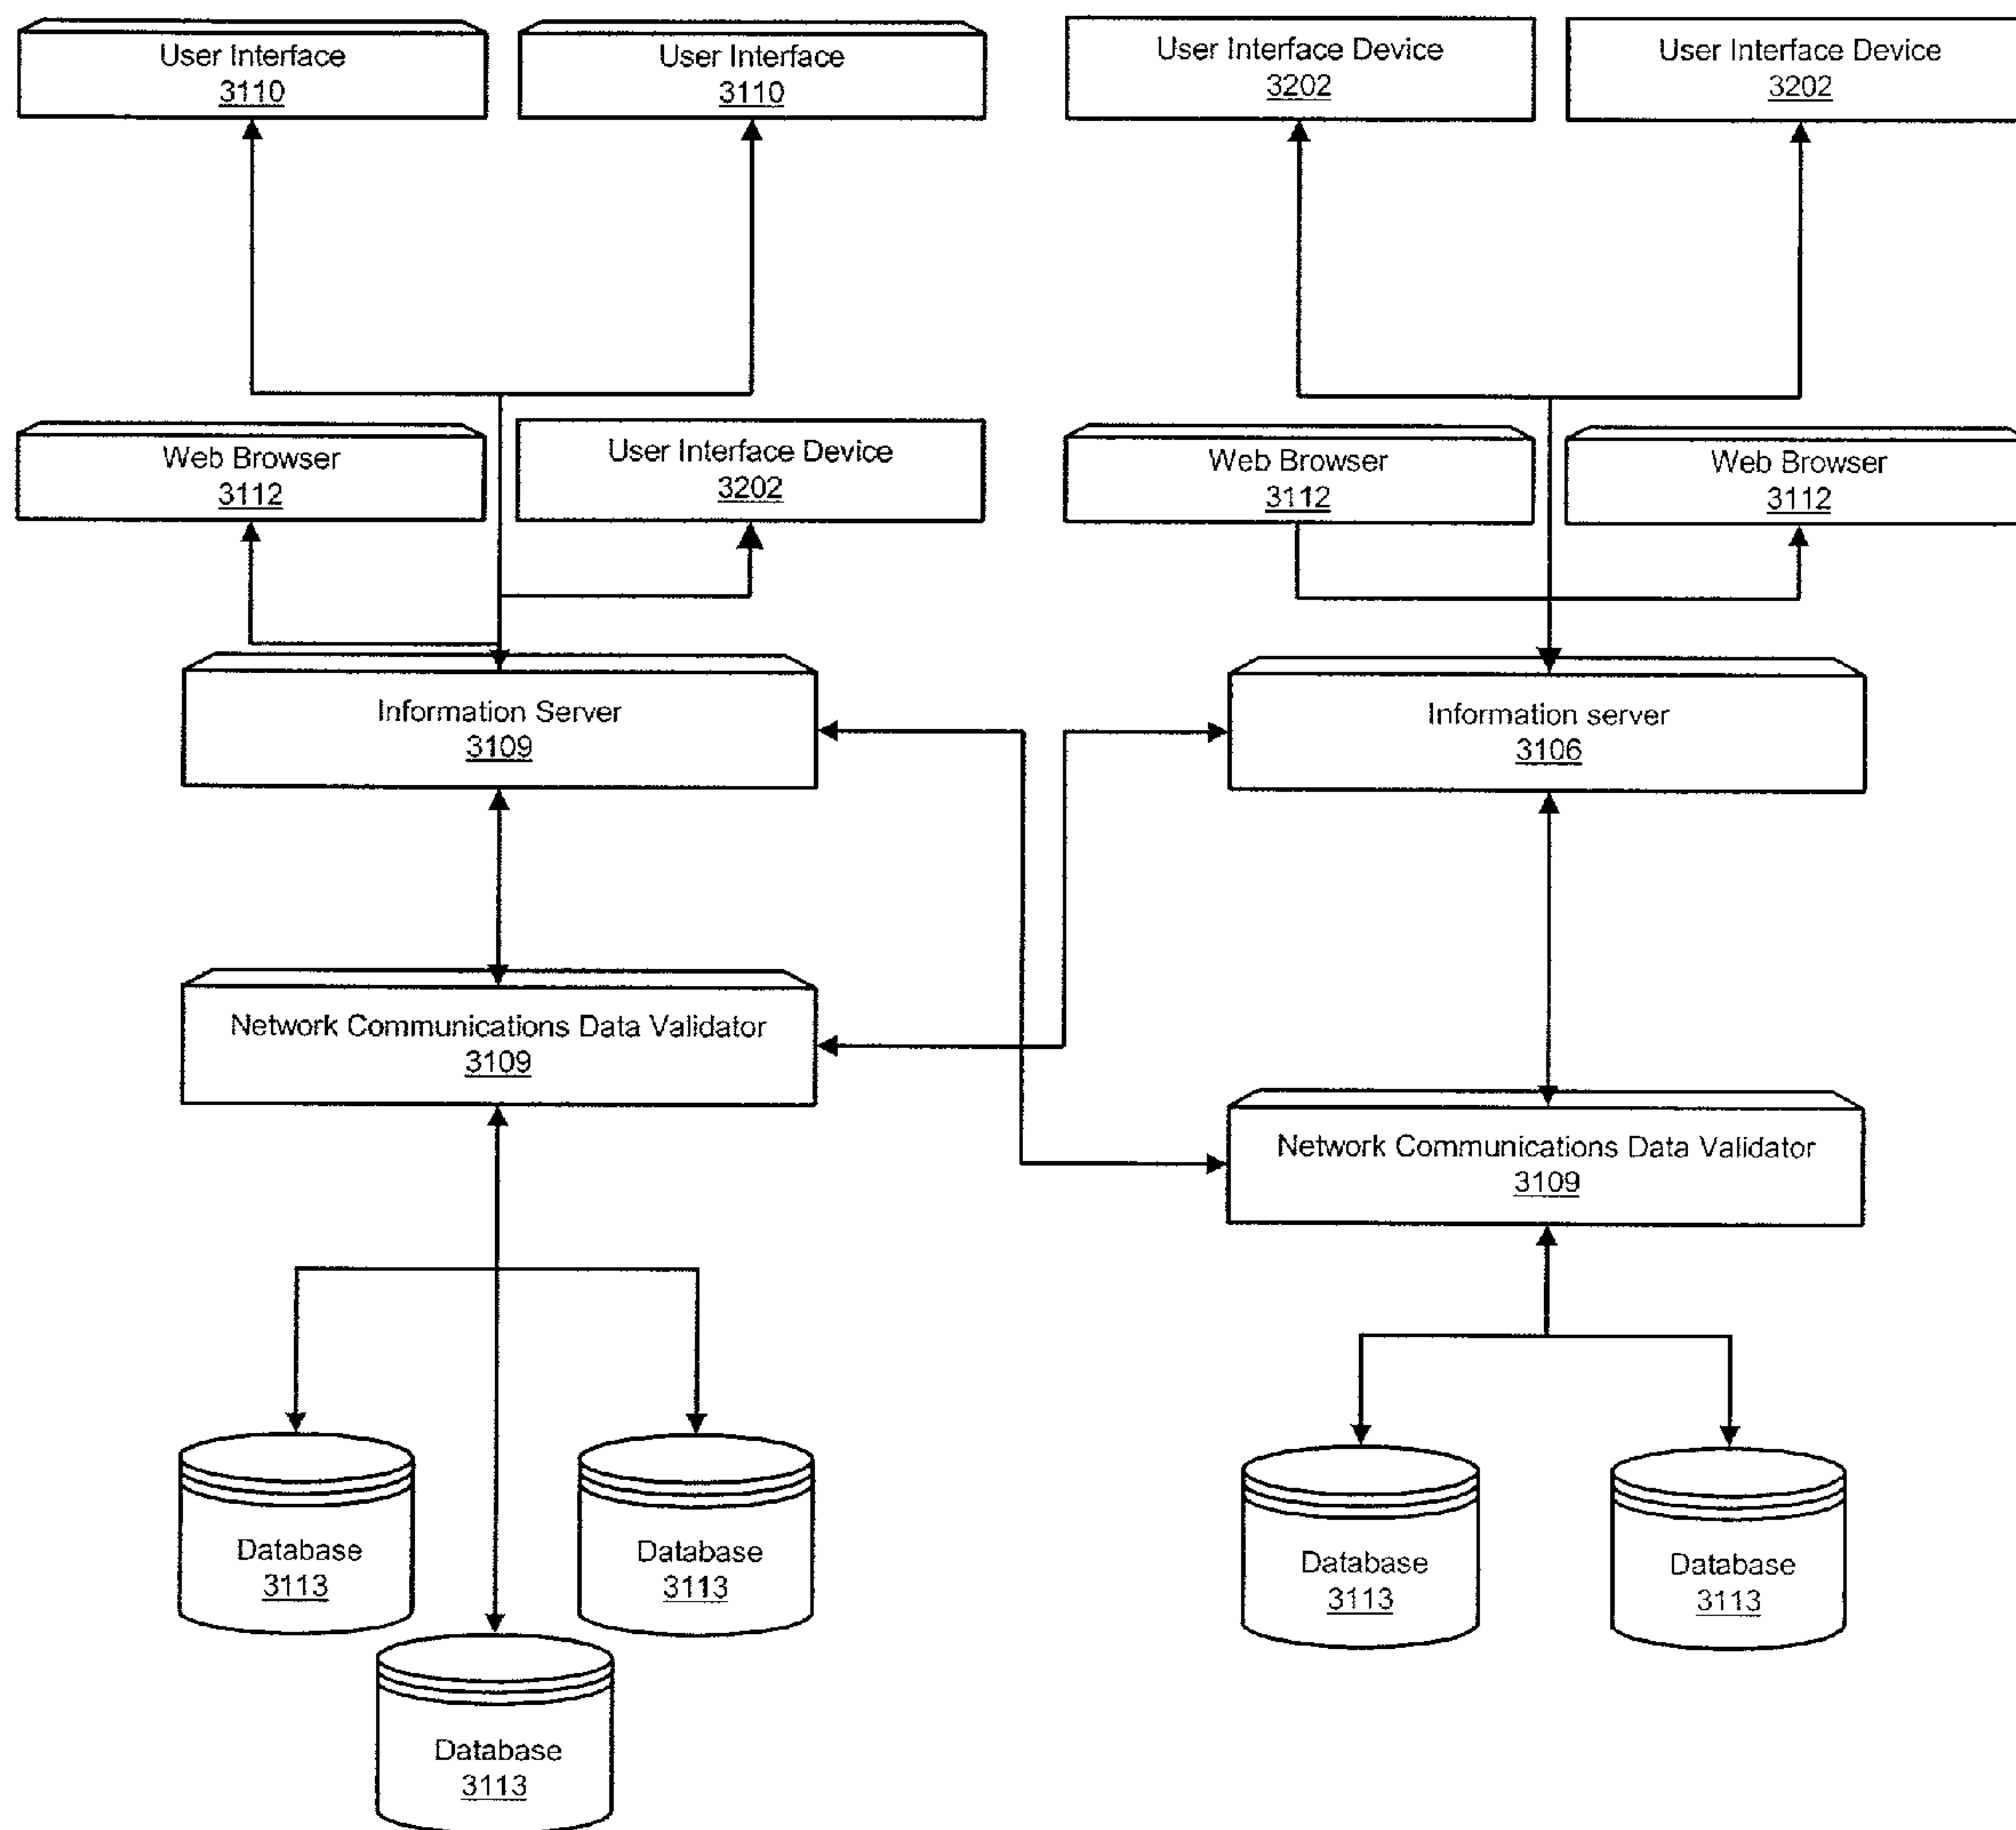 User Interface
3110
User Interface
3110
User Interface Device
3202
User Interface Device
3202
Web Browser
3112
User Interface Device
3202
Web Browser
3112
Web Browser
3112
Information Server
3109
Information server
3106
Network Communications Data Validator
3109
Network Communications Data Validator
3109
Database
3113
Database
3113
Database
3113
Database
3113
Database
3113